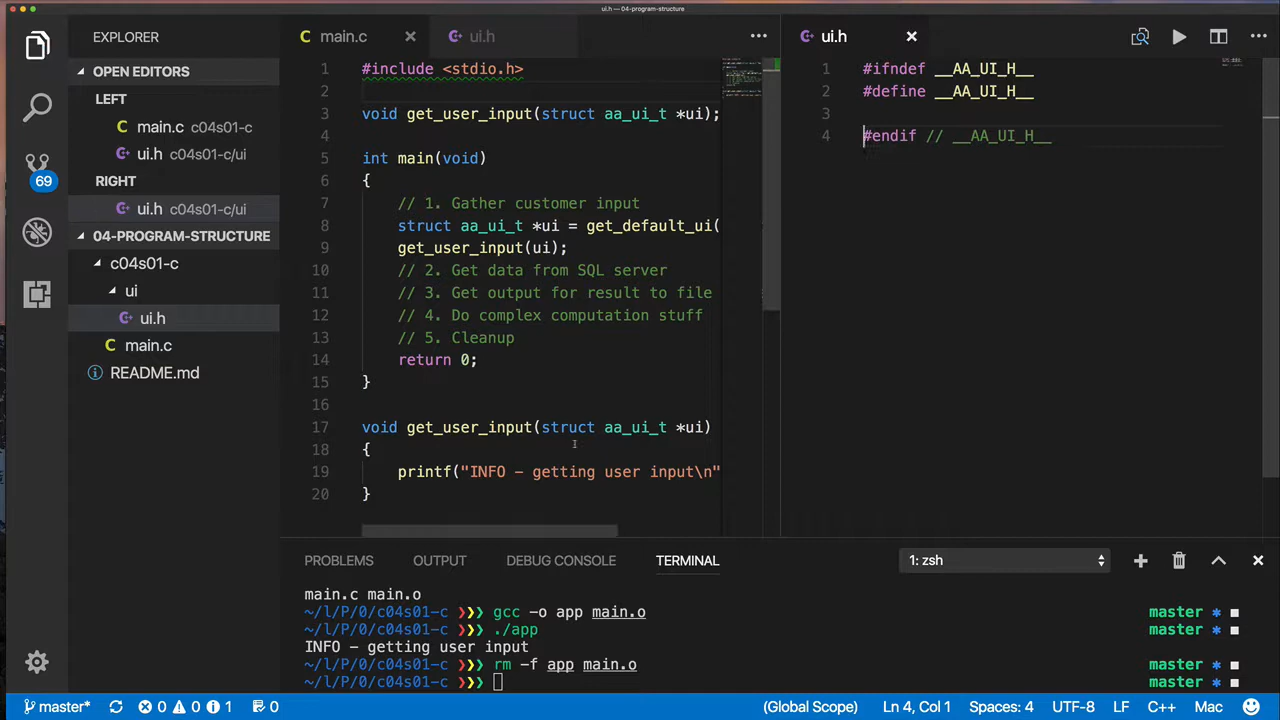 ui.h — 04-program-structure
EXPLORER
OPEN EDITORS
LEFT
main.c c04s01-c
ui.h c04s01-c/ui
RIGHT
ui.h c04s01-c/ui
04-PROGRAM-STRUCTURE
c04s01-c
ui
ui.h
main.c
README.md
69
main.c
ui.h
1 #include <stdio.h>
2
3 void get_user_input(struct aa_ui_t *ui);
4
5 int main(void)
6 {
7 // 1. Gather customer input
8 struct aa_ui_t *ui = get_default_ui(
9 get_user_input(ui);
10 // 2. Get data from SQL server
11 // 3. Get output for result to file
12 // 4. Do complex computation stuff
13 // 5. Cleanup
14 return 0;
15 }
16
17 void get_user_input(struct aa_ui_t *ui)
18 {
19 printf("INFO - getting user input\n"
20 }
ui.h
1 #ifndef __AA_UI_H__
2 #define __AA_UI_H__
3
4 #endif // __AA_UI_H__
PROBLEMS OUTPUT DEBUG CONSOLE TERMINAL
1: zsh
main.c main.o
~/l/P/0/c04s01-c ❯❯❯ gcc -o app main.o master *
~/l/P/0/c04s01-c ❯❯❯ ./app master *
INFO - getting user input
~/l/P/0/c04s01-c ❯❯❯ rm -f app main.o master *
~/l/P/0/c04s01-c ❯❯❯ master *
master* 0 0 1 0 (Global Scope) Ln 4, Col 1 Spaces: 4 UTF-8 LF C++ Mac